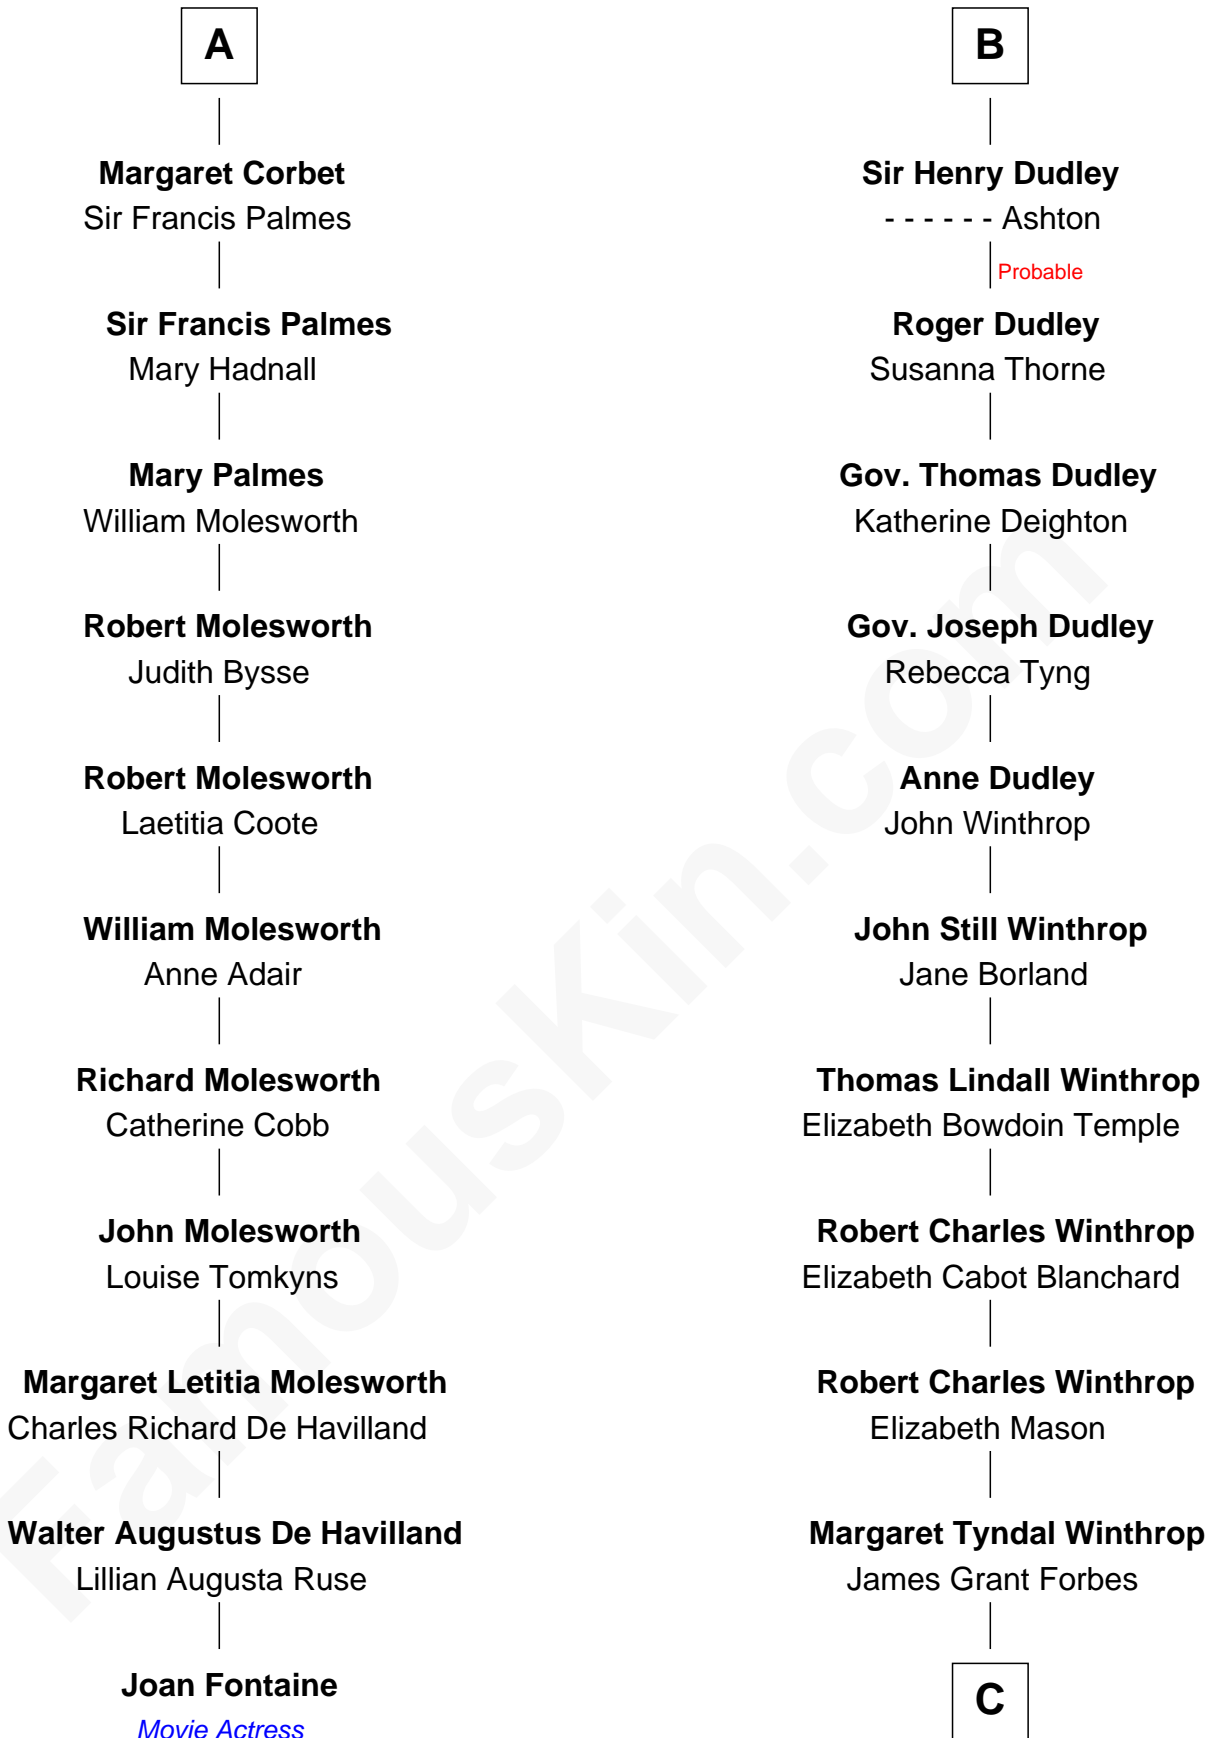 A
Margaret Corbet
Sir Francis Palmes
Sir Francis Palmes
Mary Hadnall
Mary Palmes
William Molesworth
Robert Molesworth
Judith Bysse
Robert Molesworth
Laetitia Coote
William Molesworth
Anne Adair
Richard Molesworth
Catherine Cobb
John Molesworth
Louise Tomkyns
Margaret Letitia Molesworth
Charles Richard De Havilland
Walter Augustus De Havilland
Lillian Augusta Ruse
Joan Fontaine
Movie Actress
B
Sir Henry Dudley
- - - - - - Ashton
Probable
Roger Dudley
Susanna Thorne
Gov. Thomas Dudley
Katherine Deighton
Gov. Joseph Dudley
Rebecca Tyng
Anne Dudley
John Winthrop
John Still Winthrop
Jane Borland
Thomas Lindall Winthrop
Elizabeth Bowdoin Temple
Robert Charles Winthrop
Elizabeth Cabot Blanchard
Robert Charles Winthrop
Elizabeth Mason
Margaret Tyndal Winthrop
James Grant Forbes
C
FamousKin.com